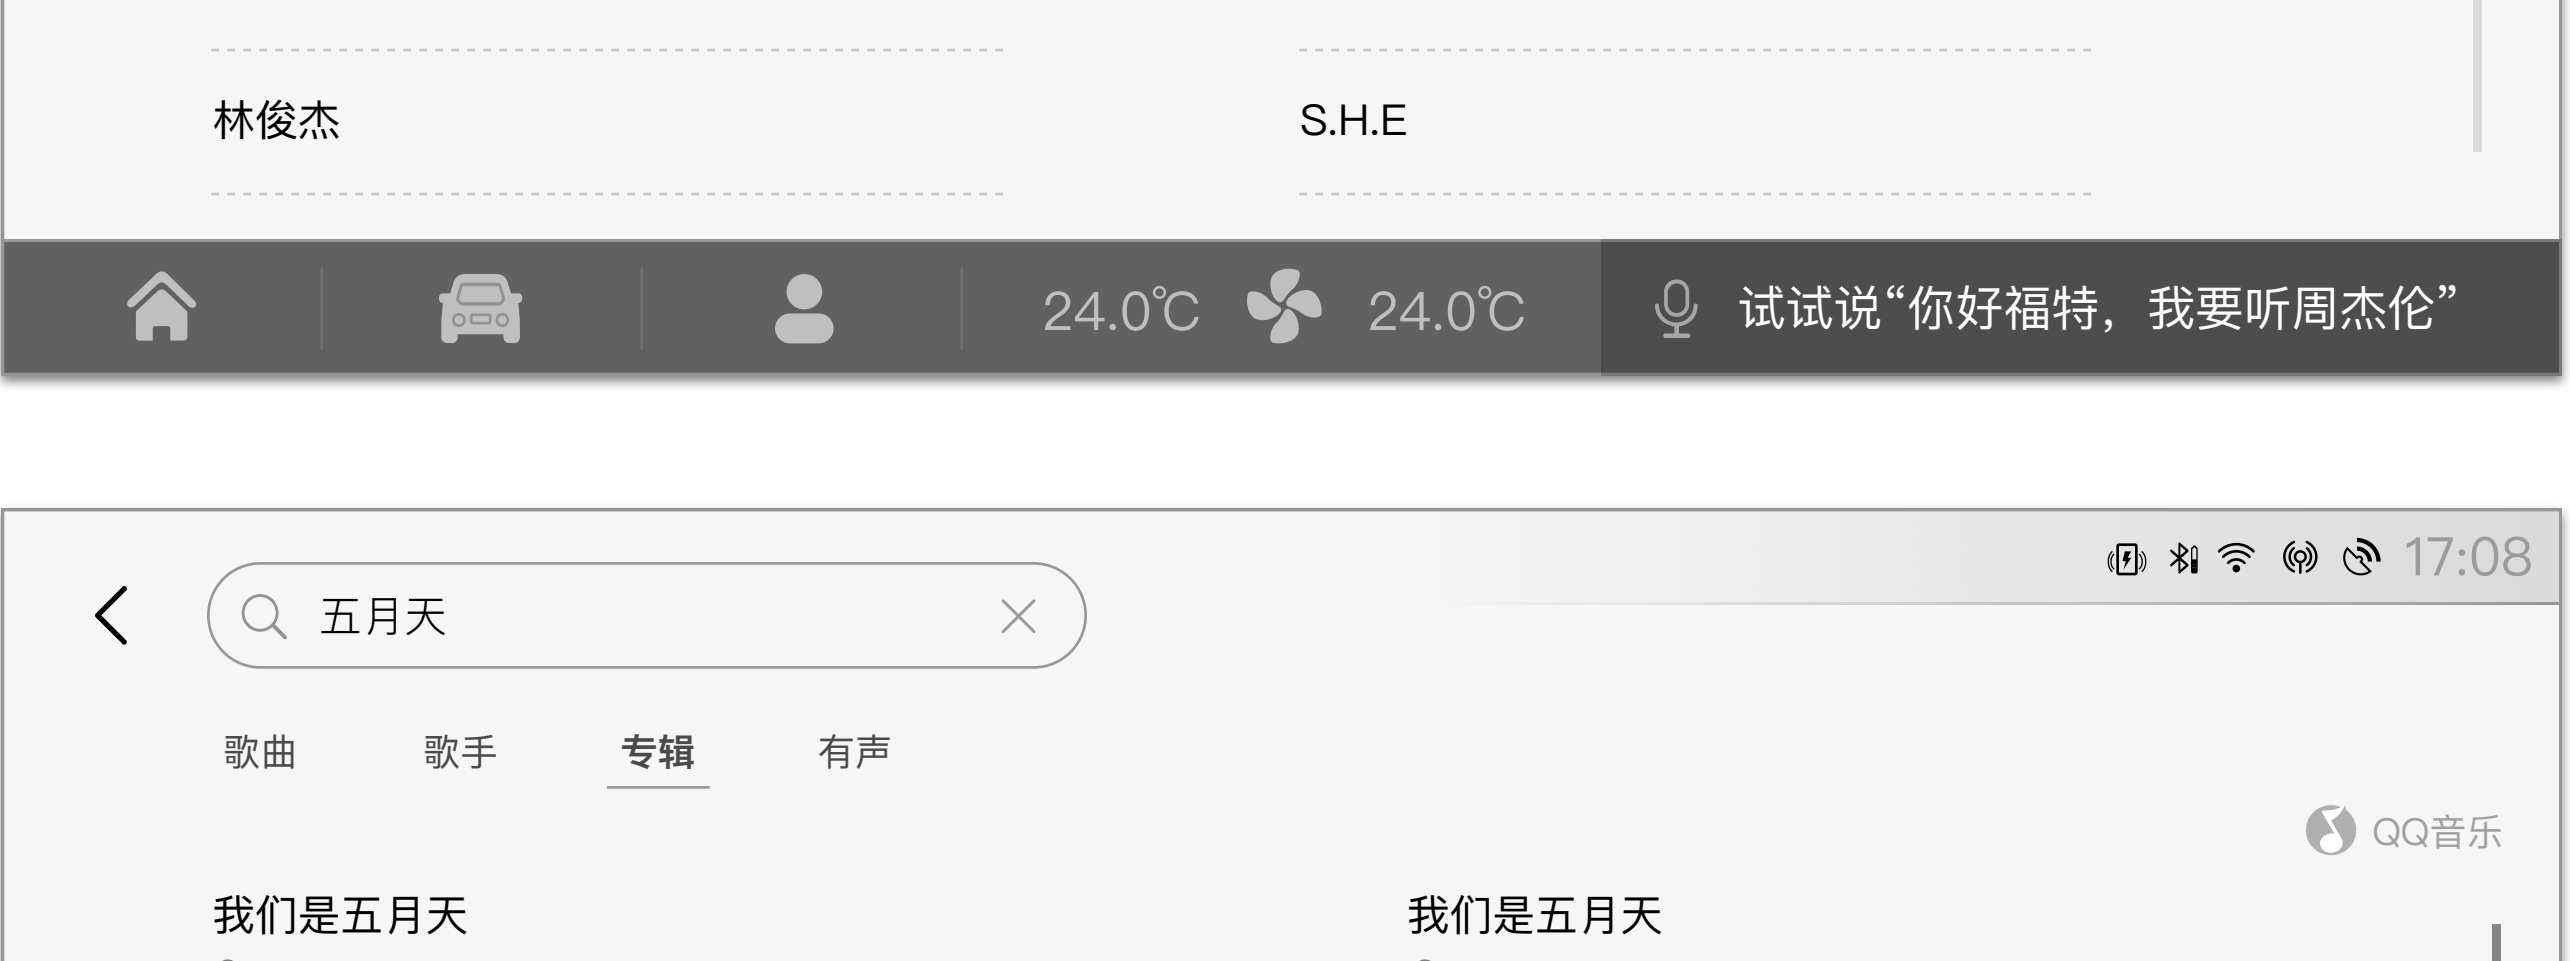 林俊杰 S.H.E
24.0℃ 24.0℃ 试试说“你好福特，我要听周杰伦”
17:08
五月天
歌曲 歌手 专辑 有声
QQ音乐
我们是五月天 我们是五月天